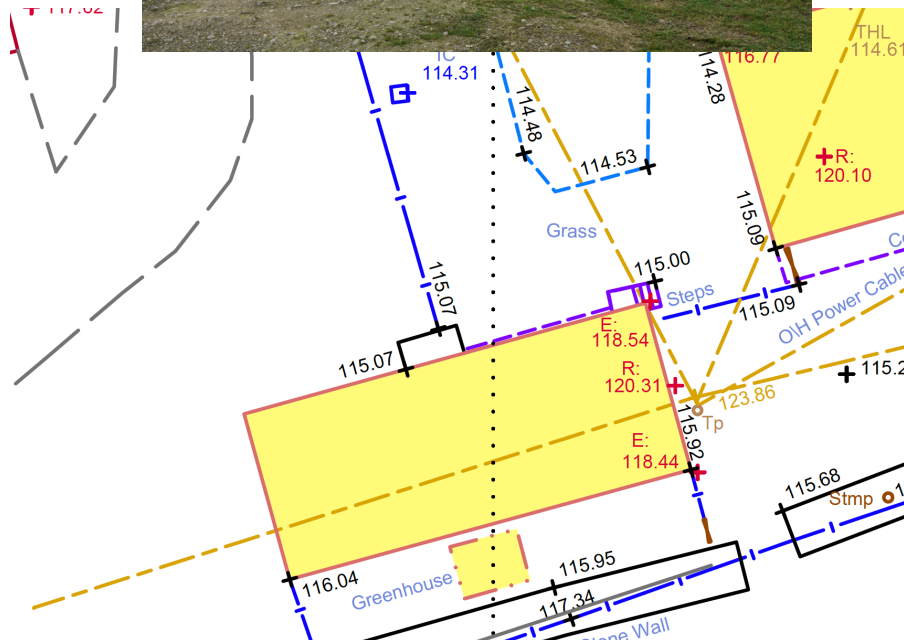 117.62
IC
114.31
114.28
116.77
THL
114.61
114.48
114.53
R:
120.10
115.09
Grass
115.00
Steps
115.09
O\H Power Cable
115.07
115.07
E:
118.54
R:
120.31
123.86
Tp
115.92
E:
118.44
115.68
Stmp
116.04
Greenhouse
115.95
117.34
Wall